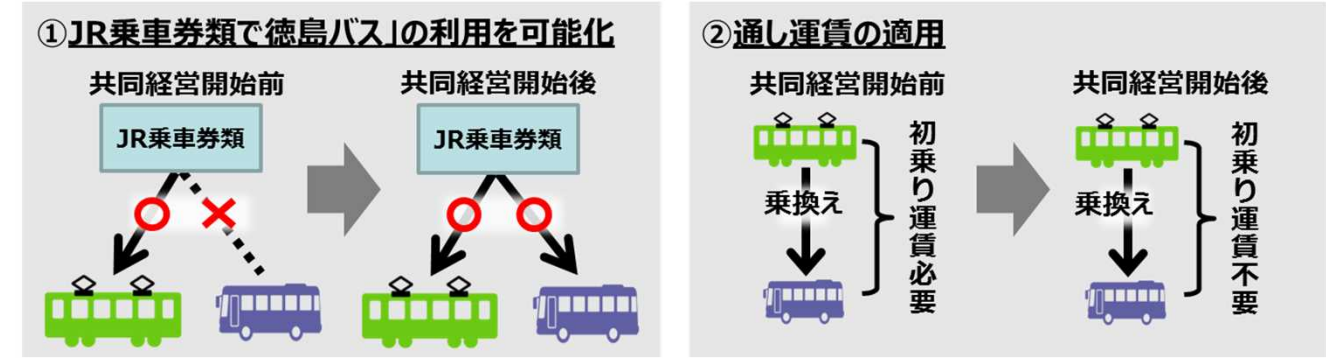 ①JR乗車券類で徳島バス」の利用を可能化
共同経営開始前
共同経営開始後
JR乗車券類
JR乗車券類
②通し運賃の適用
共同経営開始前
共同経営開始後
乗換え
初乗り運賃必要
乗換え
初乗り運賃不要